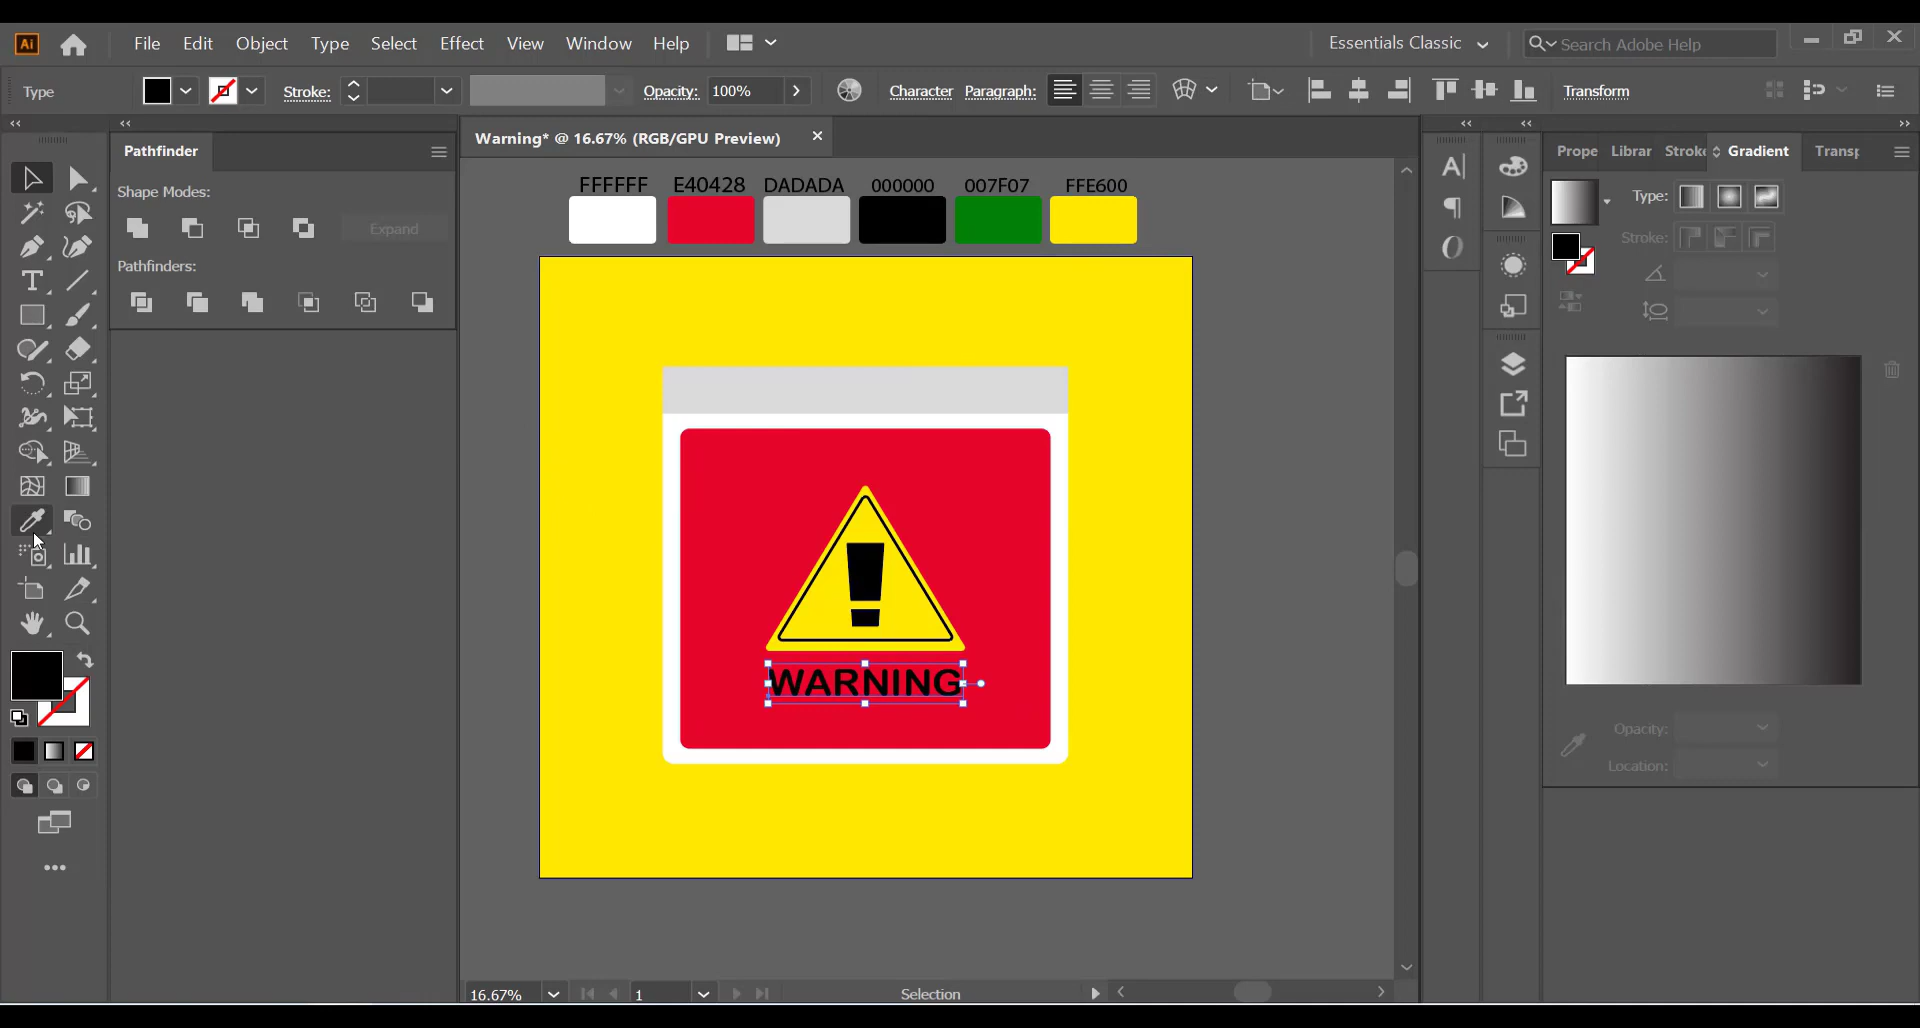 Ai File Edit Object Type Select Effect View Window Help Essentials Classic Search Adobe Help
Type Stroke: Opacity: 100% Character Paragraph: Transform
Warning* @ 16.67% (RGB/GPU Preview)
Pathfinder
Shape Modes:
Expand
Pathfinders:
FFFFFF E40428 DADADA 000000 007F07 FFE600
WARNING
Prope Librar Stroke Gradient Transp
Type:
Stroke:
Opacity:
Location:
16.67% 1 Selection